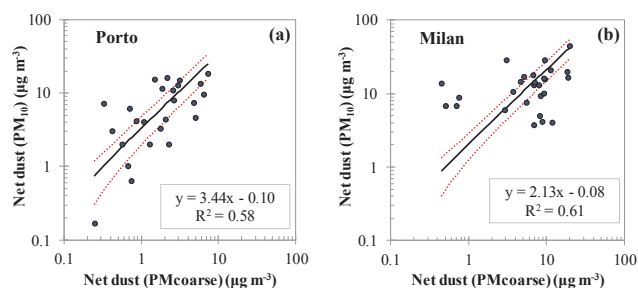 Porto (a)
Net dust (PM10) (µg m-3)
100
10
1
0.1
0.1 1 10 100
y = 3.44x - 0.10
R2 = 0.58
Net dust (PMcoarse) (µg m-3)
Milan (b)
Net dust (PM10) (µg m-3)
100
10
1
0.1
0.1 1 10 100
y = 2.13x - 0.08
R2 = 0.61
Net dust (PMcoarse) (µg m-3)